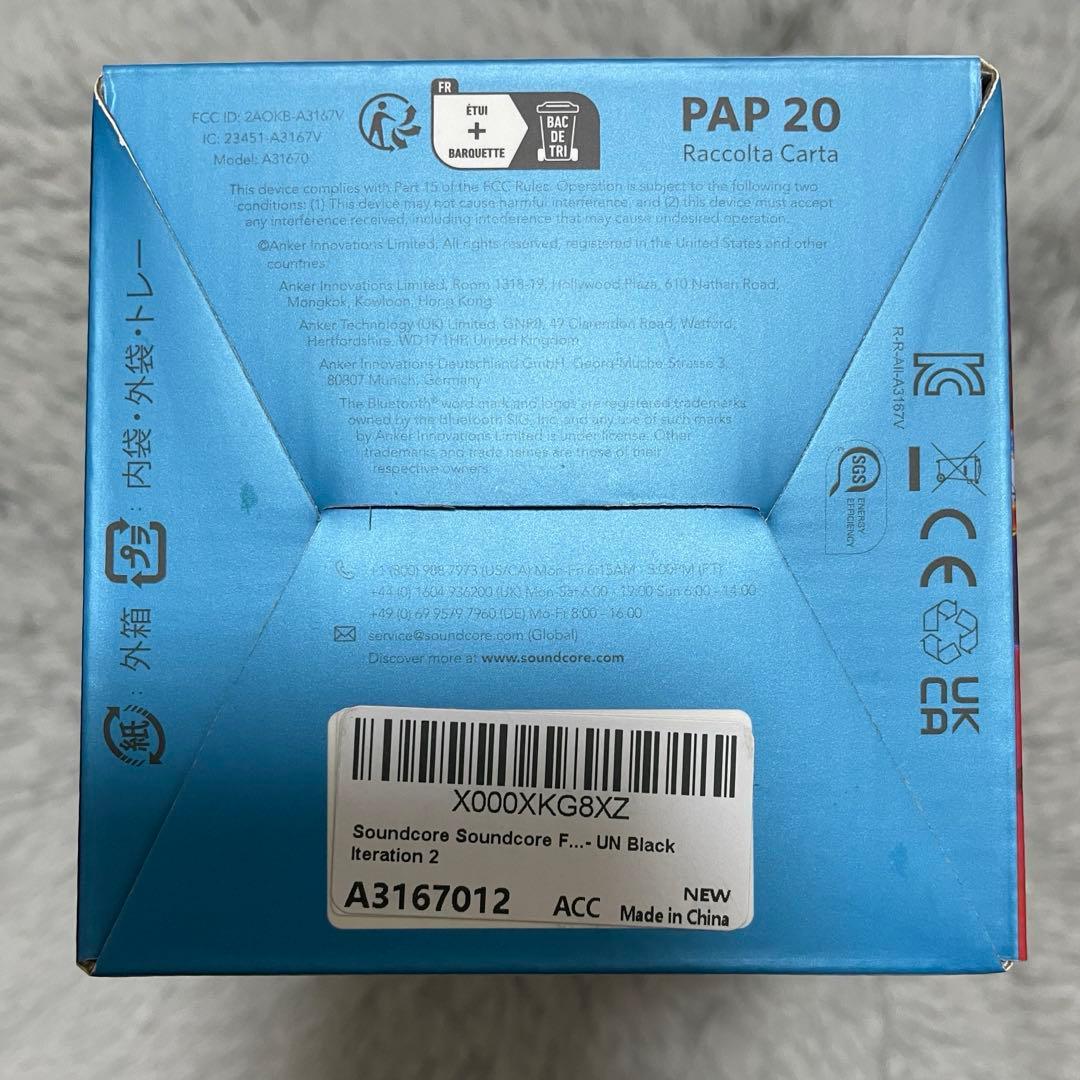 FCC ID: 2AOKB-A3167V
IC: 23451-A3167V
Model: A31670
FR
ÉTUI
+
BARQUETTE
BAC
DE
TRI
PAP 20
Raccolta Carta
This device complies with Part 15 of the FCC Rules. Operation is subject to the following two
conditions: (1) This device may not cause harmful interference, and (2) this device must accept
any interference received, including interference that may cause undesired operation.
©Anker Innovations Limited. All rights reserved, registered in the United States and other
countries.
Anker Innovations Limited, Room 1318-19, Hollywood Plaza, 610 Nathan Road,
Mongkok, Kowloon, Hong Kong
Anker Technology (UK) Limited, GNR8, 49 Clarendon Road, Watford,
Hertfordshire, WD17 1HP, United Kingdom
Anker Innovations Deutschland GmbH, Georg-Muche-Strasse 3,
80807 Munich, Germany
The Bluetooth® word mark and logos are registered trademarks
owned by the Bluetooth SIG, Inc. and any use of such marks
by Anker Innovations Limited is under license. Other
trademarks and trade names are those of their
respective owners.
+1 (800) 988 7973 (US/CA) Mon-Fri 6:15AM - 5:00PM (PT)
+44 (0) 1604 936200 (UK) Mon-Sat 6:00 - 19:00 Sun 6:00 - 14:00
+49 (0) 69 9579 7960 (DE) Mo-Fr 8:00 - 16:00
service@soundcore.com (Global)
Discover more at www.soundcore.com
紙 : 外箱 プラ : 内袋・外袋・トレー
R-R-AII-A3167V
SGS
ENERGY
EFFICIENCY
CE
UK
CA
X000XKG8XZ
Soundcore Soundcore F...- UN Black
Iteration 2
A3167012 ACC NEW
Made in China